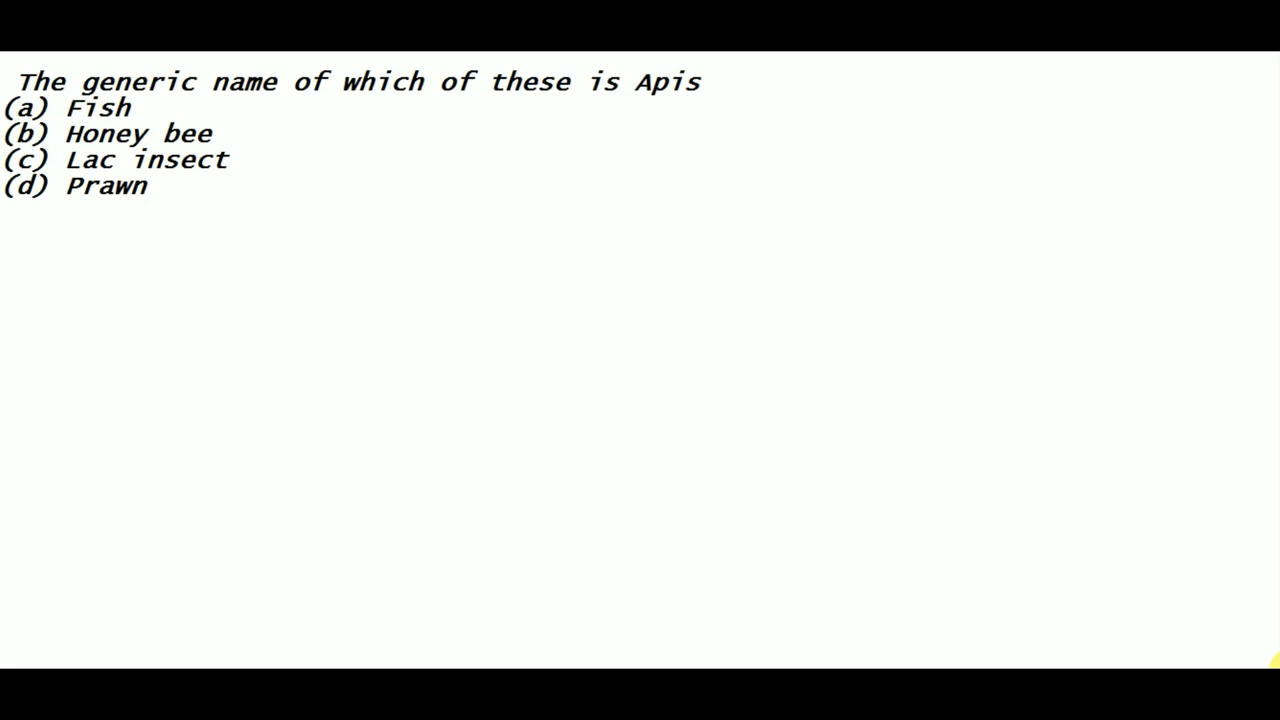 The generic name of which of these is Apis
(a) Fish
(b) Honey bee
(c) Lac insect
(d) Prawn